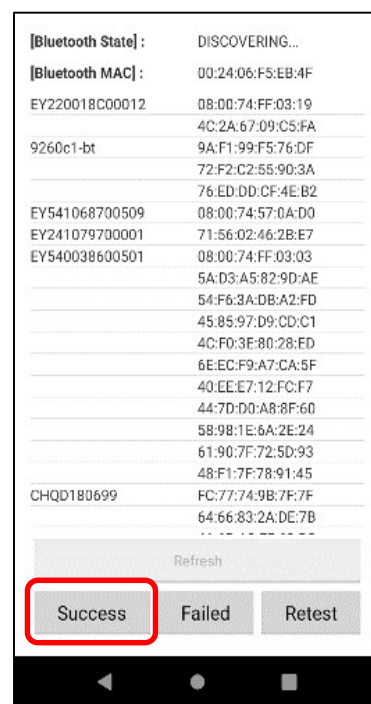 [Bluetooth State] : DISCOVERING...
[Bluetooth MAC] : 00:24:06:F5:EB:4F
EY220018C00012 08:00:74:FF:03:19
4C:2A:67:09:C5:FA
9260c1-bt 9A:F1:99:F5:76:DF
72:F2:C2:55:90:3A
76:ED:DD:CF:4E:B2
EY541068700509 08:00:74:57:0A:D0
EY241079700001 71:56:02:46:2B:E7
EY540038600501 08:00:74:FF:03:03
5A:D3:A5:82:9D:AE
54:F6:3A:DB:A2:FD
45:85:97:D9:CD:C1
4C:F0:3E:80:28:ED
6E:EC:F9:A7:CA:5F
40:EE:E7:12:FC:F7
44:7D:D0:A8:8F:60
58:98:1E:6A:2E:24
61:90:7F:72:5D:93
48:F1:7F:78:91:45
CHQD180699 FC:77:74:9B:7F:7F
64:66:83:2A:DE:7B
Refresh
Success Failed Retest